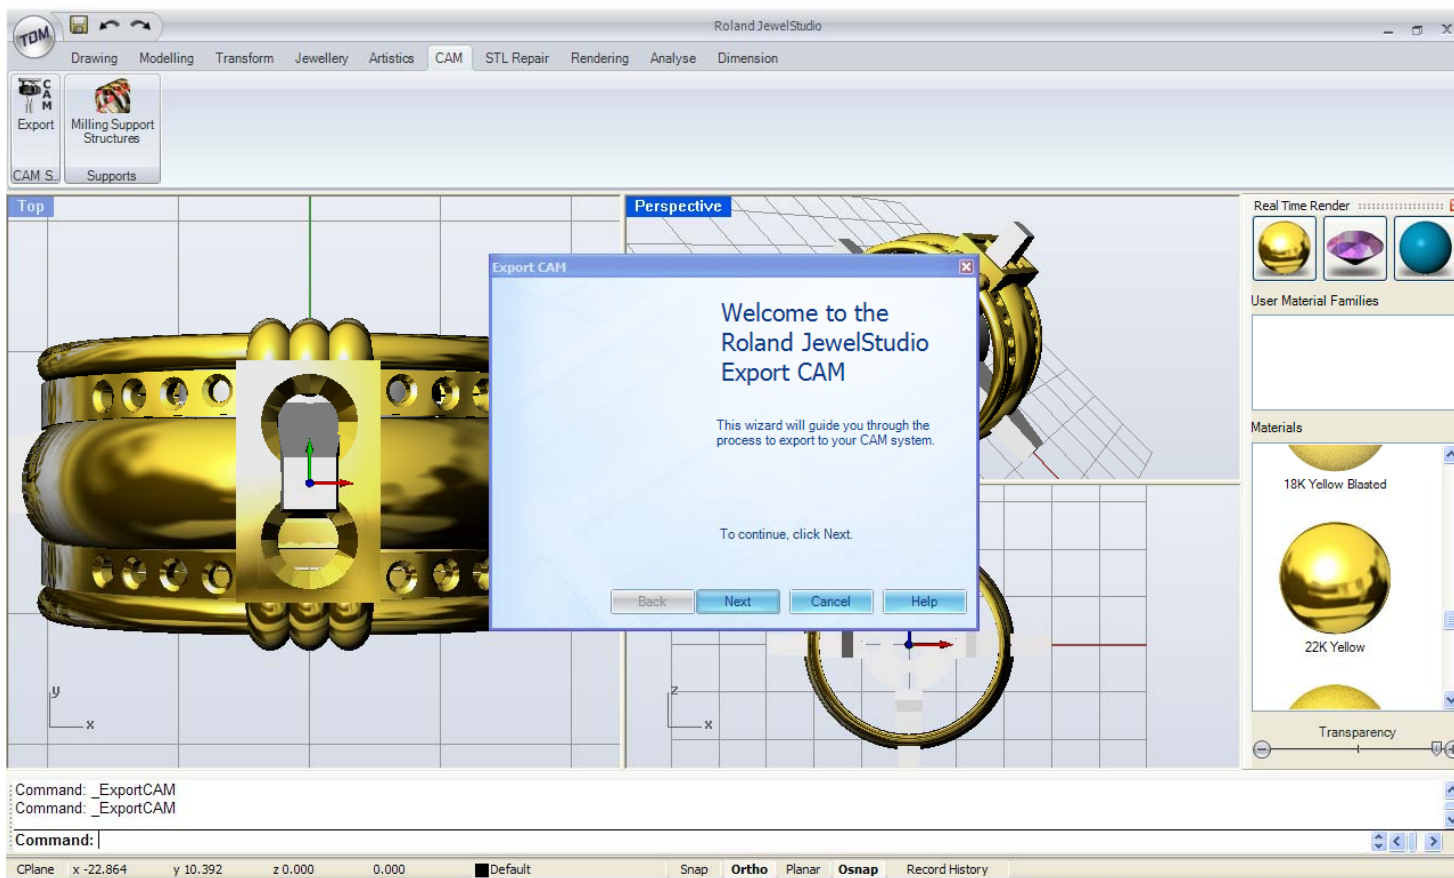 Roland JewelStudio
TDM
Drawing Modelling Transform Jewellery Artistics CAM STL Repair Rendering Analyse Dimension
CAM
Export
Milling Support
Structures
CAM S..
Supports
Top
Perspective
Real Time Render
User Material Families
Materials
18K Yellow Blasted
22K Yellow
Transparency
Export CAM
Welcome to the
Roland JewelStudio
Export CAM
This wizard will guide you through the
process to export to your CAM system.
To continue, click Next.
Back Next Cancel Help
y
x
z
x
Command: _ExportCAM
Command: _ExportCAM
Command:
CPlane x -22.864 y 10.392 z 0.000 0.000 Default Snap Ortho Planar Osnap Record History